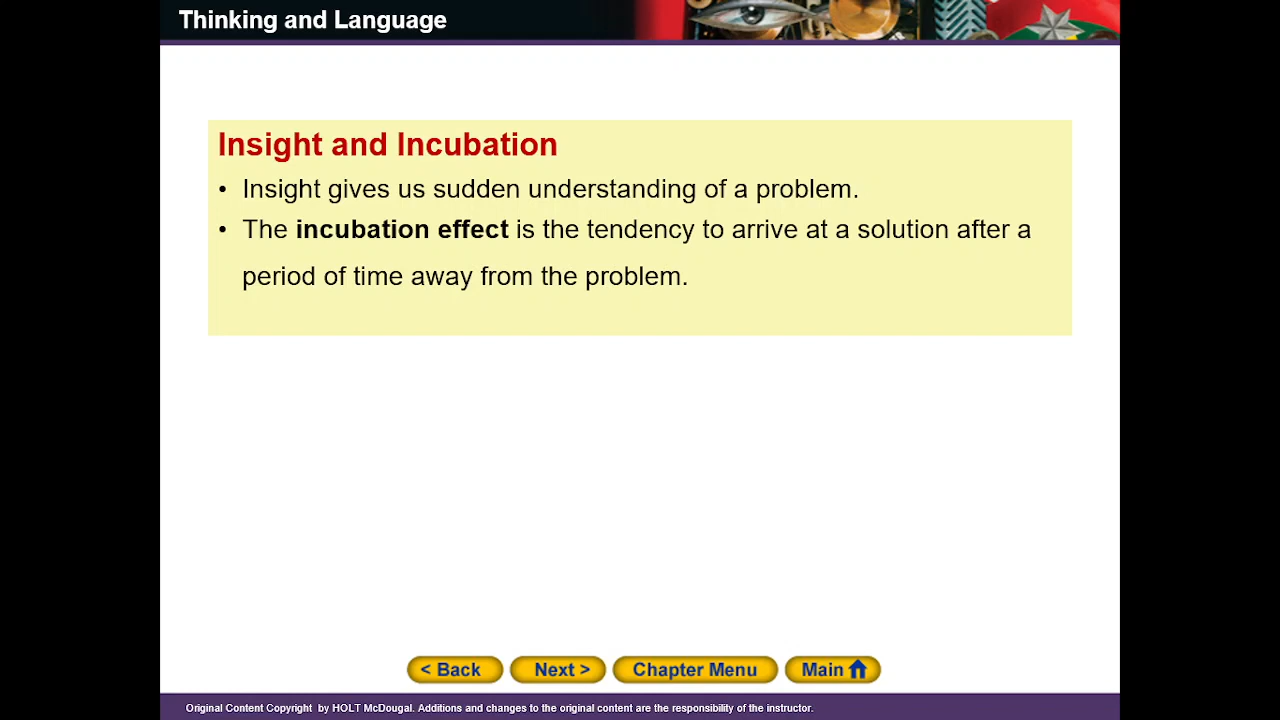 Thinking and Language
Insight and Incubation
• Insight gives us sudden understanding of a problem.
• The incubation effect is the tendency to arrive at a solution after a
period of time away from the problem.
< Back Next > Chapter Menu Main
Original Content Copyright by HOLT McDougal. Additions and changes to the original content are the responsibility of the instructor.